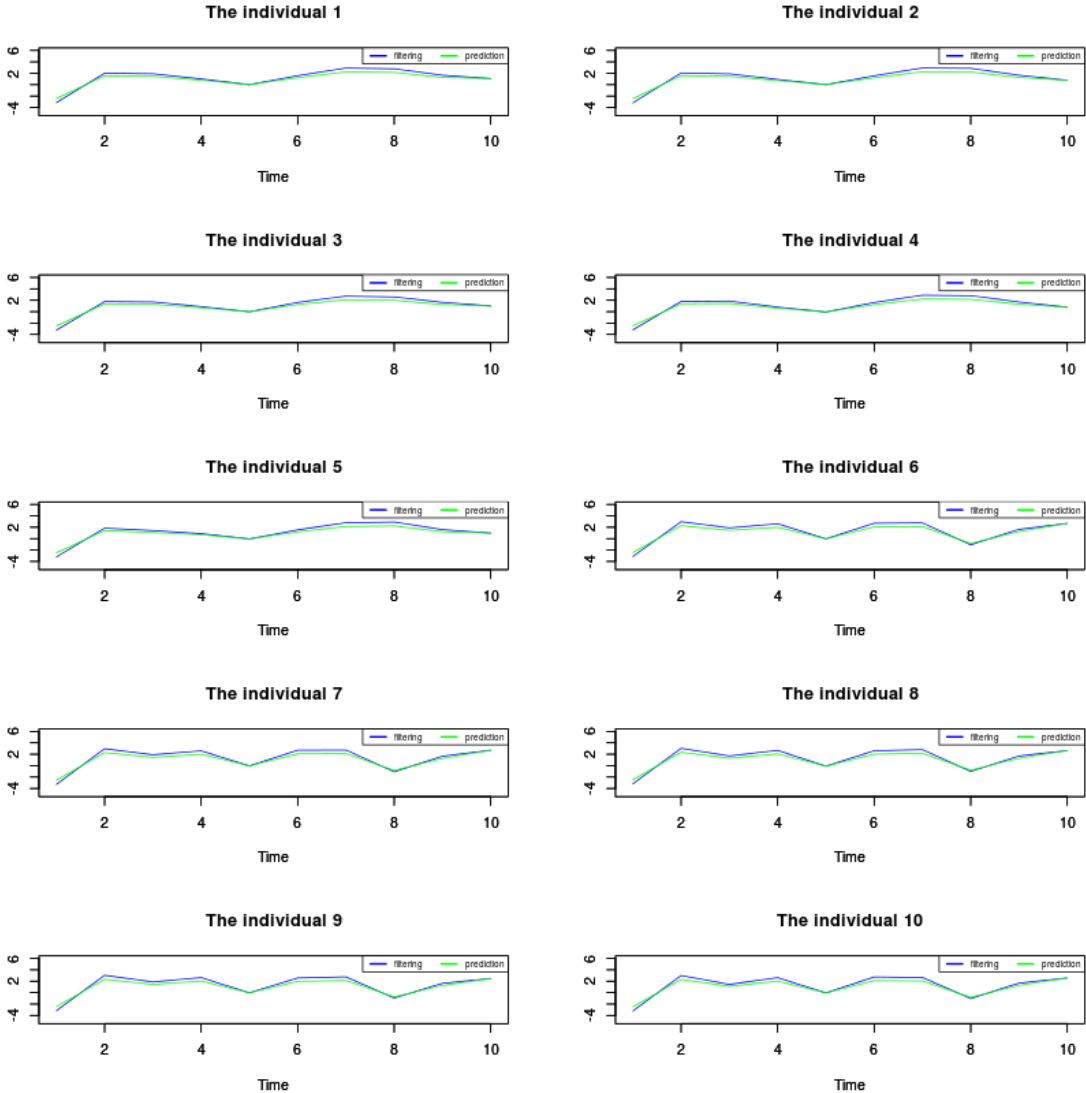 The individual 1
The individual 2
6
2
-4
filtering prediction
2 4 6 8 10
Time
6
2
-4
filtering prediction
2 4 6 8 10
Time
The individual 3
The individual 4
6
2
-4
filtering prediction
2 4 6 8 10
Time
6
2
-4
filtering prediction
2 4 6 8 10
Time
The individual 5
The individual 6
6
2
-4
filtering prediction
2 4 6 8 10
Time
6
2
-4
filtering prediction
2 4 6 8 10
Time
The individual 7
The individual 8
6
2
-4
filtering prediction
2 4 6 8 10
Time
6
2
-4
filtering prediction
2 4 6 8 10
Time
The individual 9
The individual 10
6
2
-4
filtering prediction
2 4 6 8 10
Time
6
2
-4
filtering prediction
2 4 6 8 10
Time